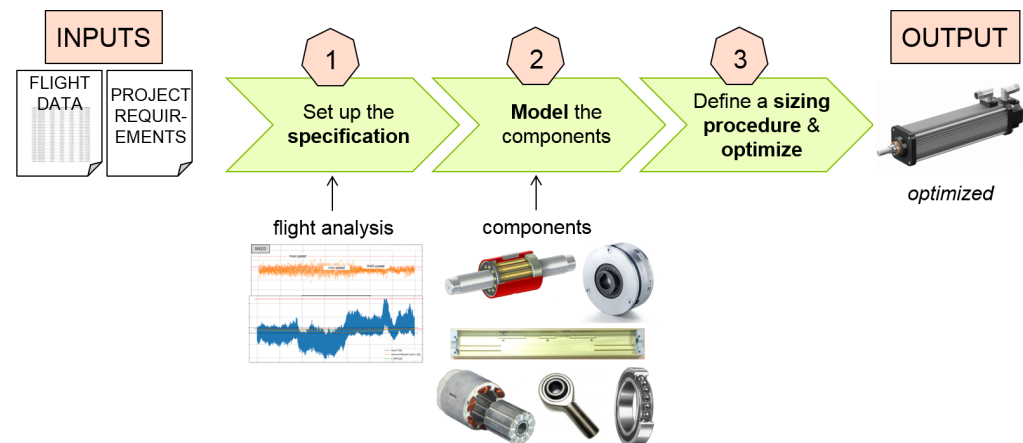 INPUTS
FLIGHT
DATA
PROJECT
REQUIR-
EMENTS
1
Set up the
specification
2
Model the
components
3
Define a sizing
procedure &
optimize
OUTPUT
optimized
flight analysis
components
SPEED